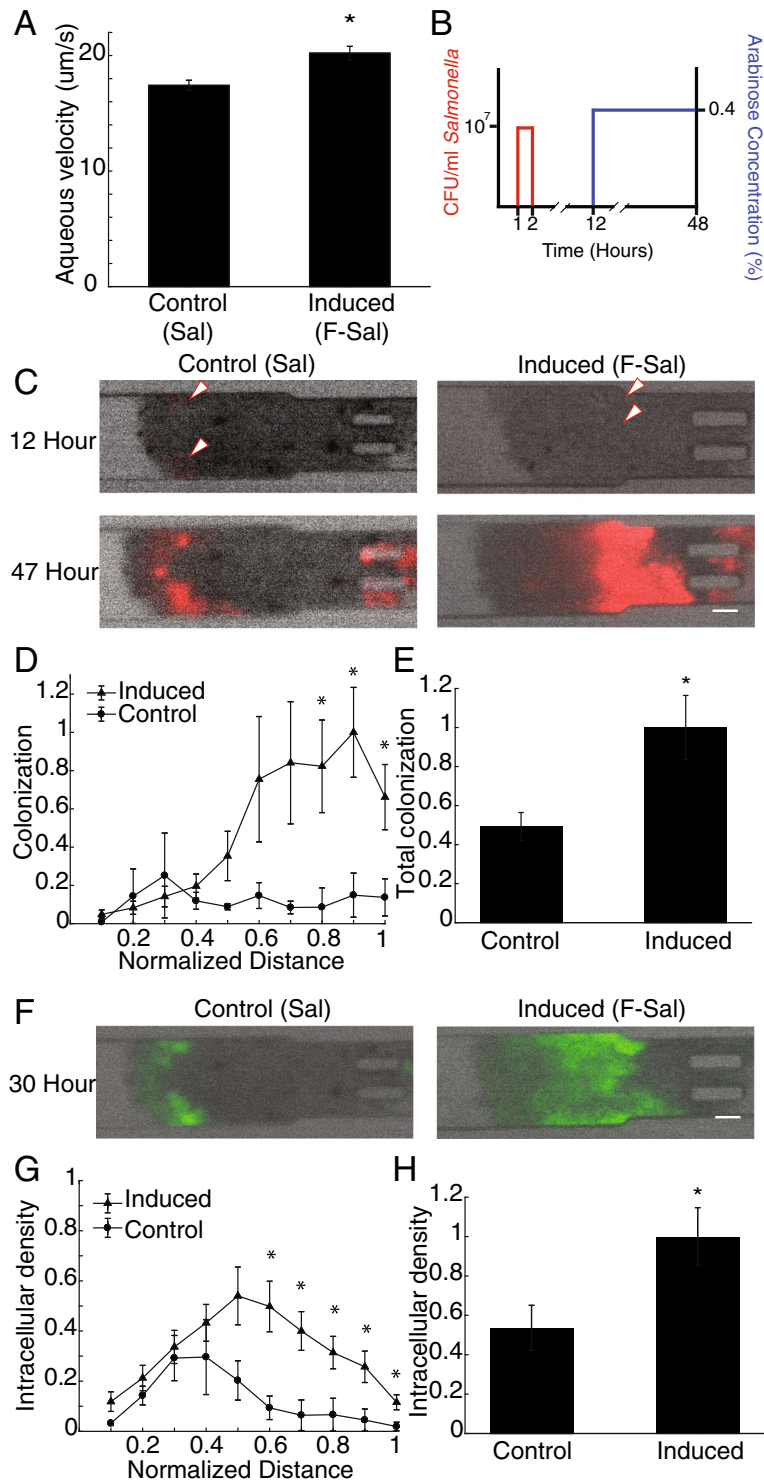 A
Aqueous velocity (um/s)
20
10
0
*
Control
(Sal)
Induced
(F-Sal)
B
CFU/ml Salmonella
10^7
Arabinose Concentration (%)
0.4
1 2 12 48
Time (Hours)
C
Control (Sal)
Induced (F-Sal)
12 Hour
47 Hour
D
Colonization
1.2
1
0.8
0.6
0.4
0.2
0
Induced
Control
* * *
0.2 0.4 0.6 0.8 1
Normalized Distance
E
Total colonization
1.2
1
0.8
0.6
0.4
0.2
0
*
Control
Induced
F
Control (Sal)
Induced (F-Sal)
30 Hour
G
Intracellular density
1
0.8
0.6
0.4
0.2
0
Induced
Control
* * * * *
0.2 0.4 0.6 0.8 1
Normalized Distance
H
Intracellular density
1.2
1
0.8
0.6
0.4
0.2
0
*
Control
Induced